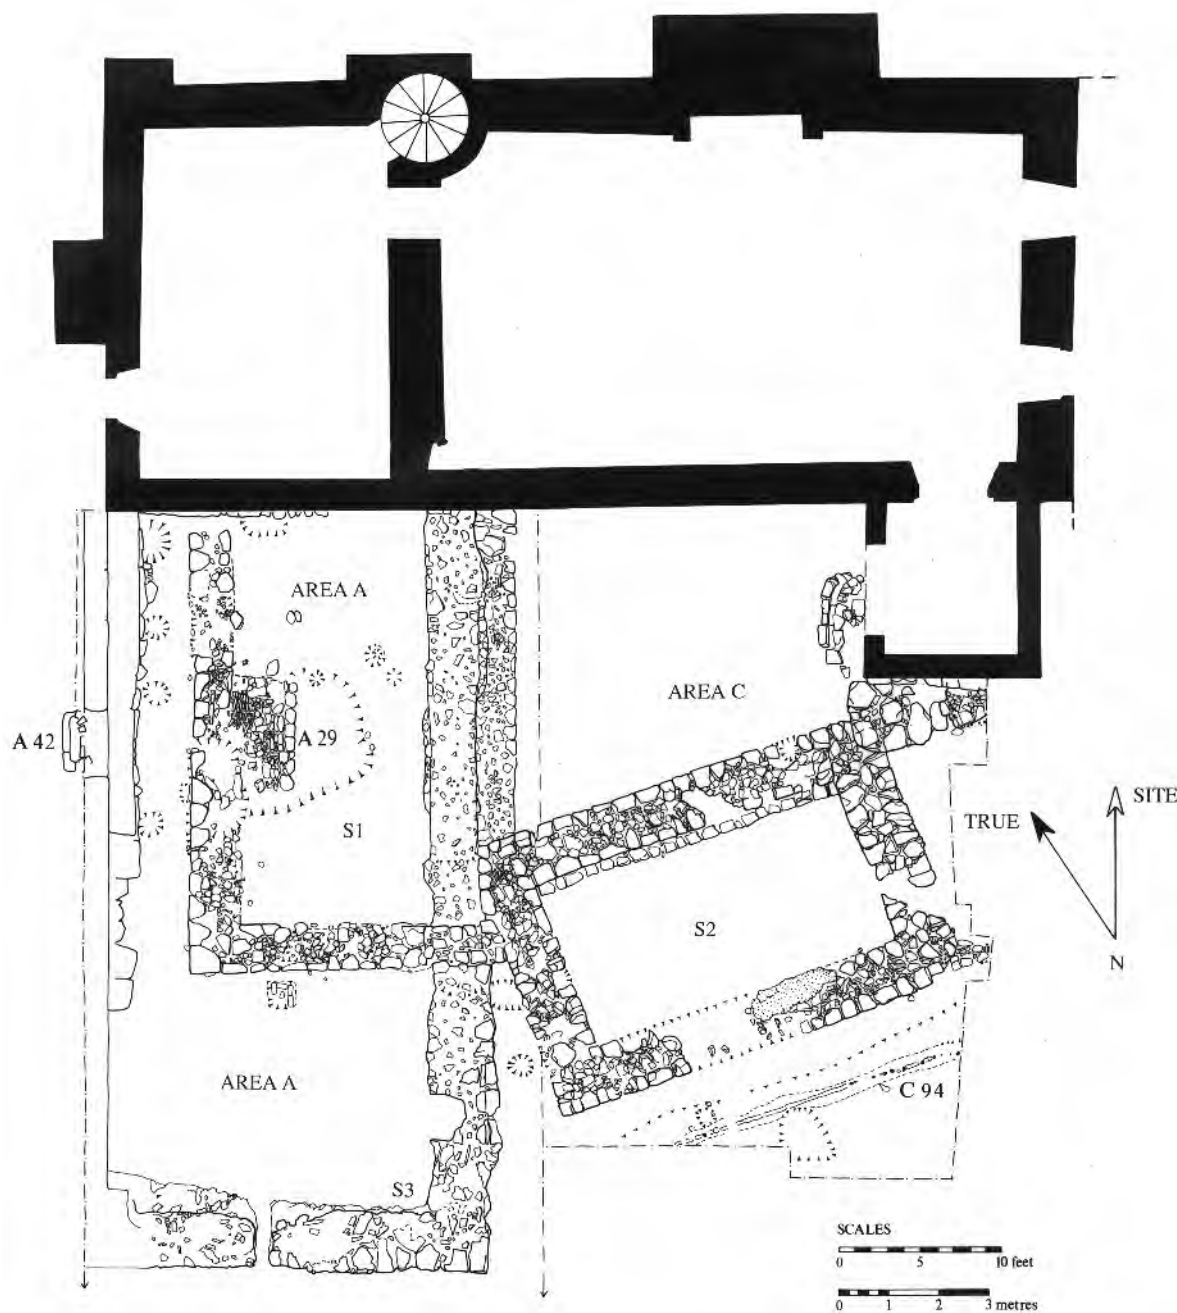 AREA A
AREA C
A 42
A 29
S1
SITE
TRUE
S2
N
AREA A
C 94
S3
SCALES
0 5 10 feet
0 1 2 3 metres